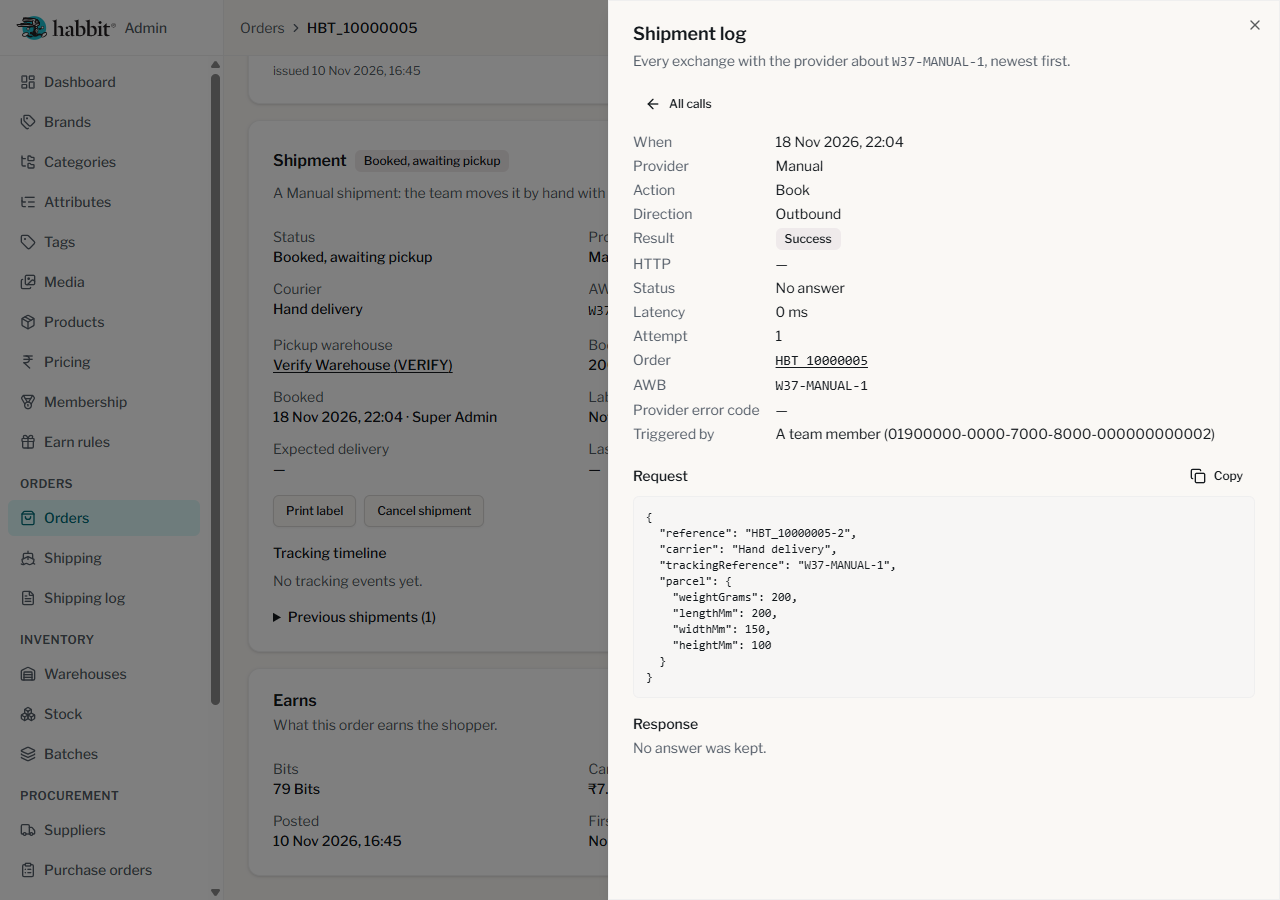 habbit® Admin
Dashboard
Brands
Categories
Attributes
Tags
Media
Products
Pricing
Membership
Earn rules
ORDERS
Orders
Shipping
Shipping log
INVENTORY
Warehouses
Stock
Batches
PROCUREMENT
Suppliers
Purchase orders
Orders > HBT_10000005
issued 10 Nov 2026, 16:45
Shipment Booked, awaiting pickup
A Manual shipment: the team moves it by hand with
Status
Booked, awaiting pickup
Courier
Hand delivery
Pickup warehouse
Verify Warehouse (VERIFY)
Booked
18 Nov 2026, 22:04 · Super Admin
Expected delivery
—
—
Print label Cancel shipment
Tracking timeline
No tracking events yet.
Previous shipments (1)
Earns
What this order earns the shopper.
Bits
79 Bits
₹7.
Posted
10 Nov 2026, 16:45
Shipment log
Every exchange with the provider about W37-MANUAL-1, newest first.
All calls
When 18 Nov 2026, 22:04
Provider Manual
Action Book
Direction Outbound
Result Success
HTTP —
Status No answer
Latency 0 ms
Attempt 1
Order HBT_10000005
AWB W37-MANUAL-1
Provider error code —
Triggered by A team member (01900000-0000-7000-8000-000000000002)
Request Copy
{
"reference": "HBT_10000005-2",
"carrier": "Hand delivery",
"trackingReference": "W37-MANUAL-1",
"parcel": {
"weightGrams": 200,
"lengthMm": 200,
"widthMm": 150,
"heightMm": 100
}
}
Response
No answer was kept.